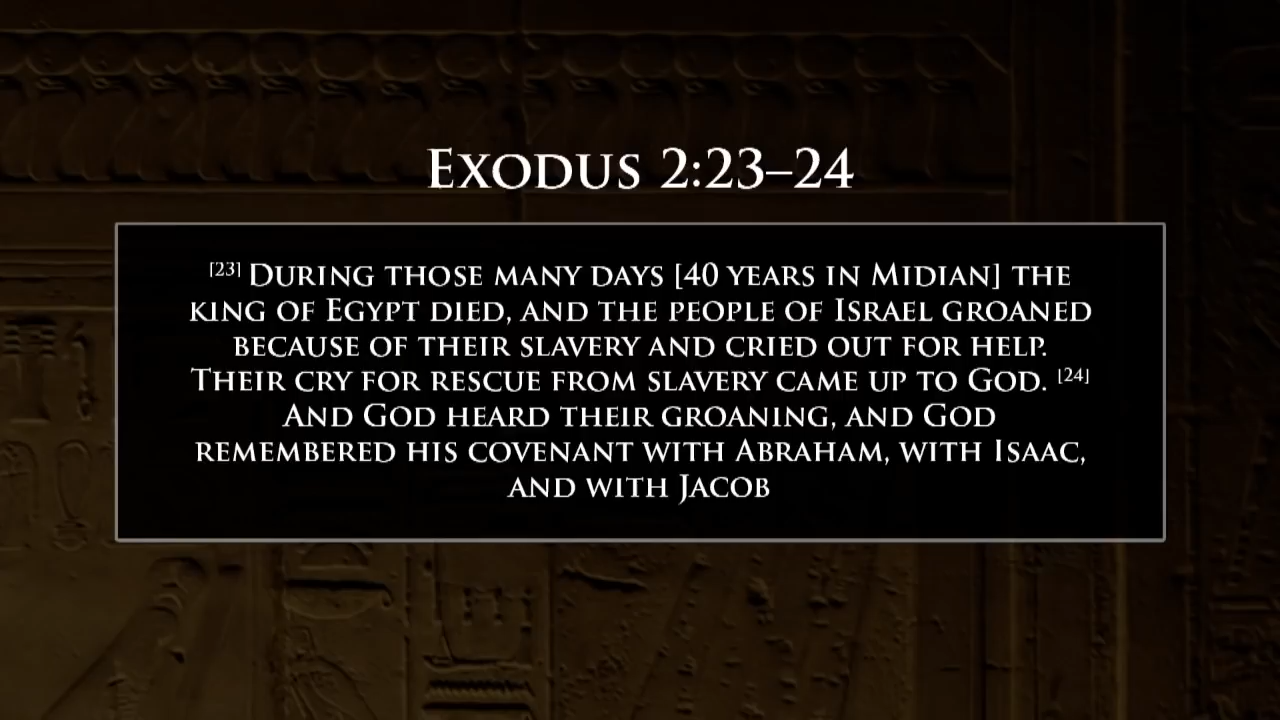 Exodus 2:23–24
[23] During those many days [40 years in Midian] the
king of Egypt died, and the people of Israel groaned
because of their slavery and cried out for help.
Their cry for rescue from slavery came up to God. [24]
And God heard their groaning, and God
remembered his covenant with Abraham, with Isaac,
and with Jacob